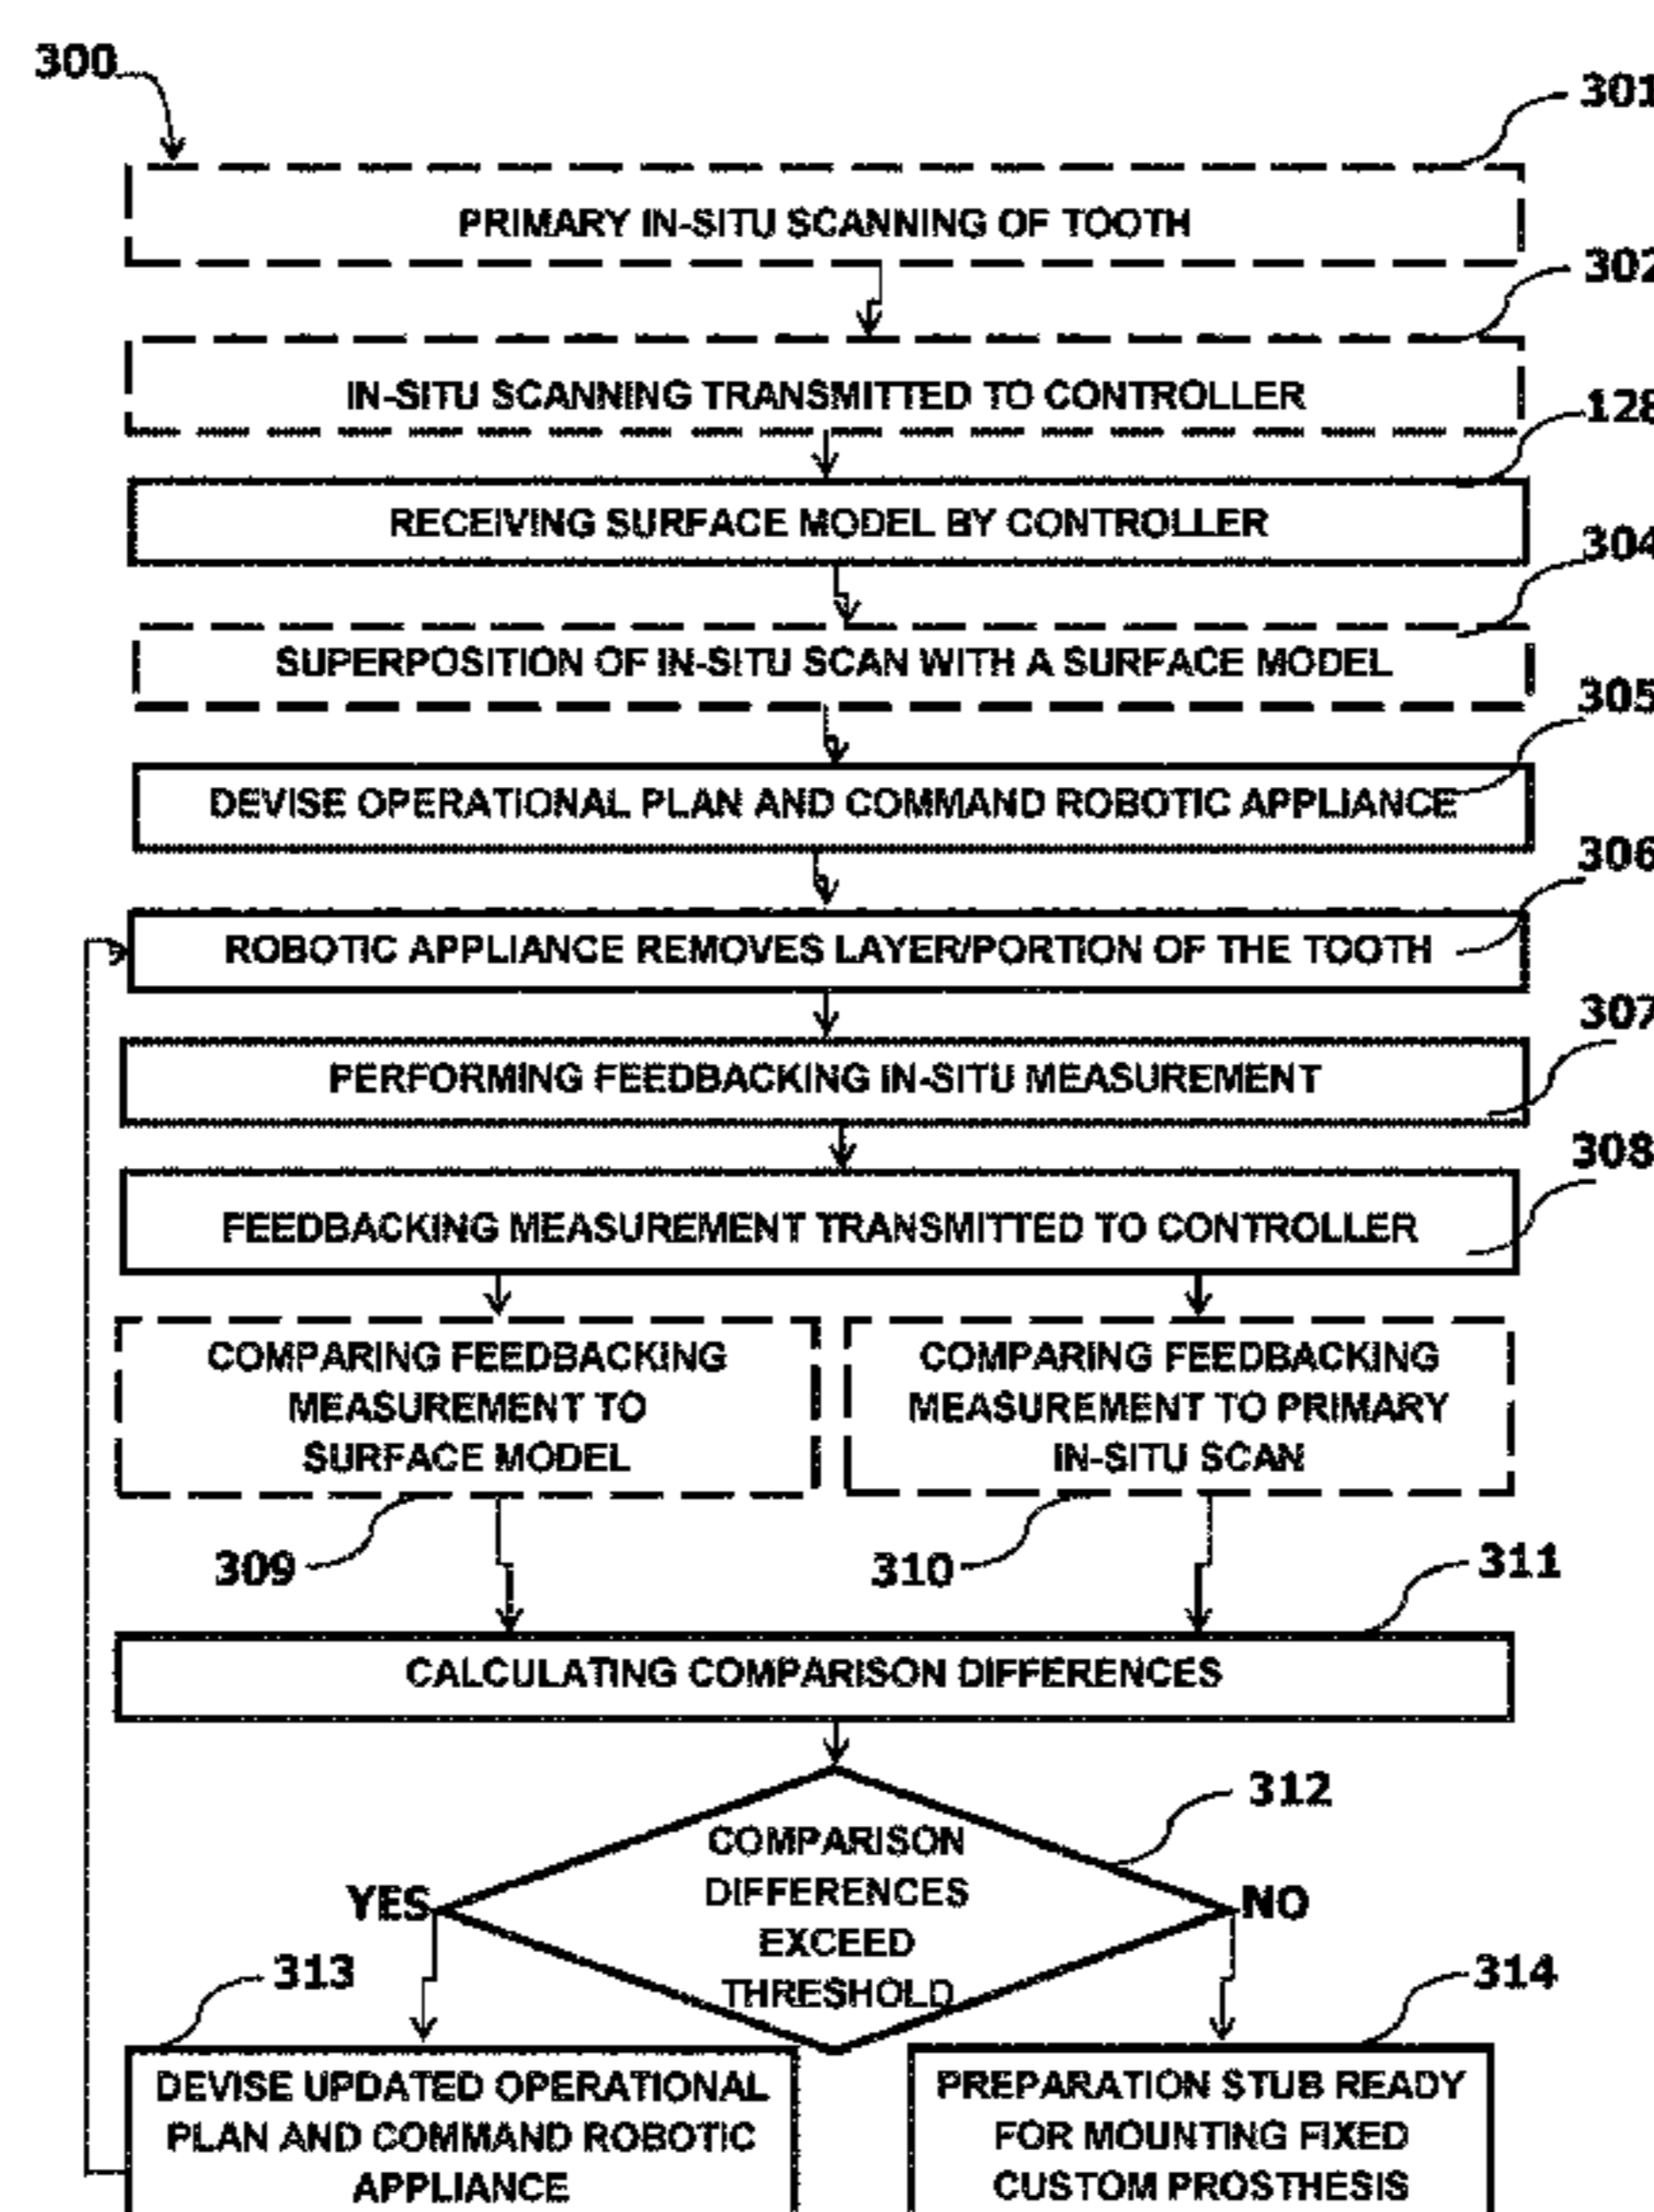 300
301
PRIMARY IN-SITU SCANNING OF TOOTH
302
IN-SITU SCANNING TRANSMITTED TO CONTROLLER
128
RECEIVING SURFACE MODEL BY CONTROLLER
304
SUPERPOSITION OF IN-SITU SCAN WITH A SURFACE MODEL
305
DEVISE OPERATIONAL PLAN AND COMMAND ROBOTIC APPLIANCE
306
ROBOTIC APPLIANCE REMOVES LAYER/PORTION OF THE TOOTH
307
PERFORMING FEEDBACKING IN-SITU MEASUREMENT
308
FEEDBACKING MEASUREMENT TRANSMITTED TO CONTROLLER
COMPARING FEEDBACKING
MEASUREMENT TO
SURFACE MODEL
COMPARING FEEDBACKING
MEASUREMENT TO PRIMARY
IN-SITU SCAN
309
310
311
CALCULATING COMPARISON DIFFERENCES
312
COMPARISON
DIFFERENCES
EXCEED
THRESHOLD
YES
NO
313
314
DEVISE UPDATED OPERATIONAL
PLAN AND COMMAND ROBOTIC
APPLIANCE
PREPARATION STUB READY
FOR MOUNTING FIXED
CUSTOM PROSTHESIS